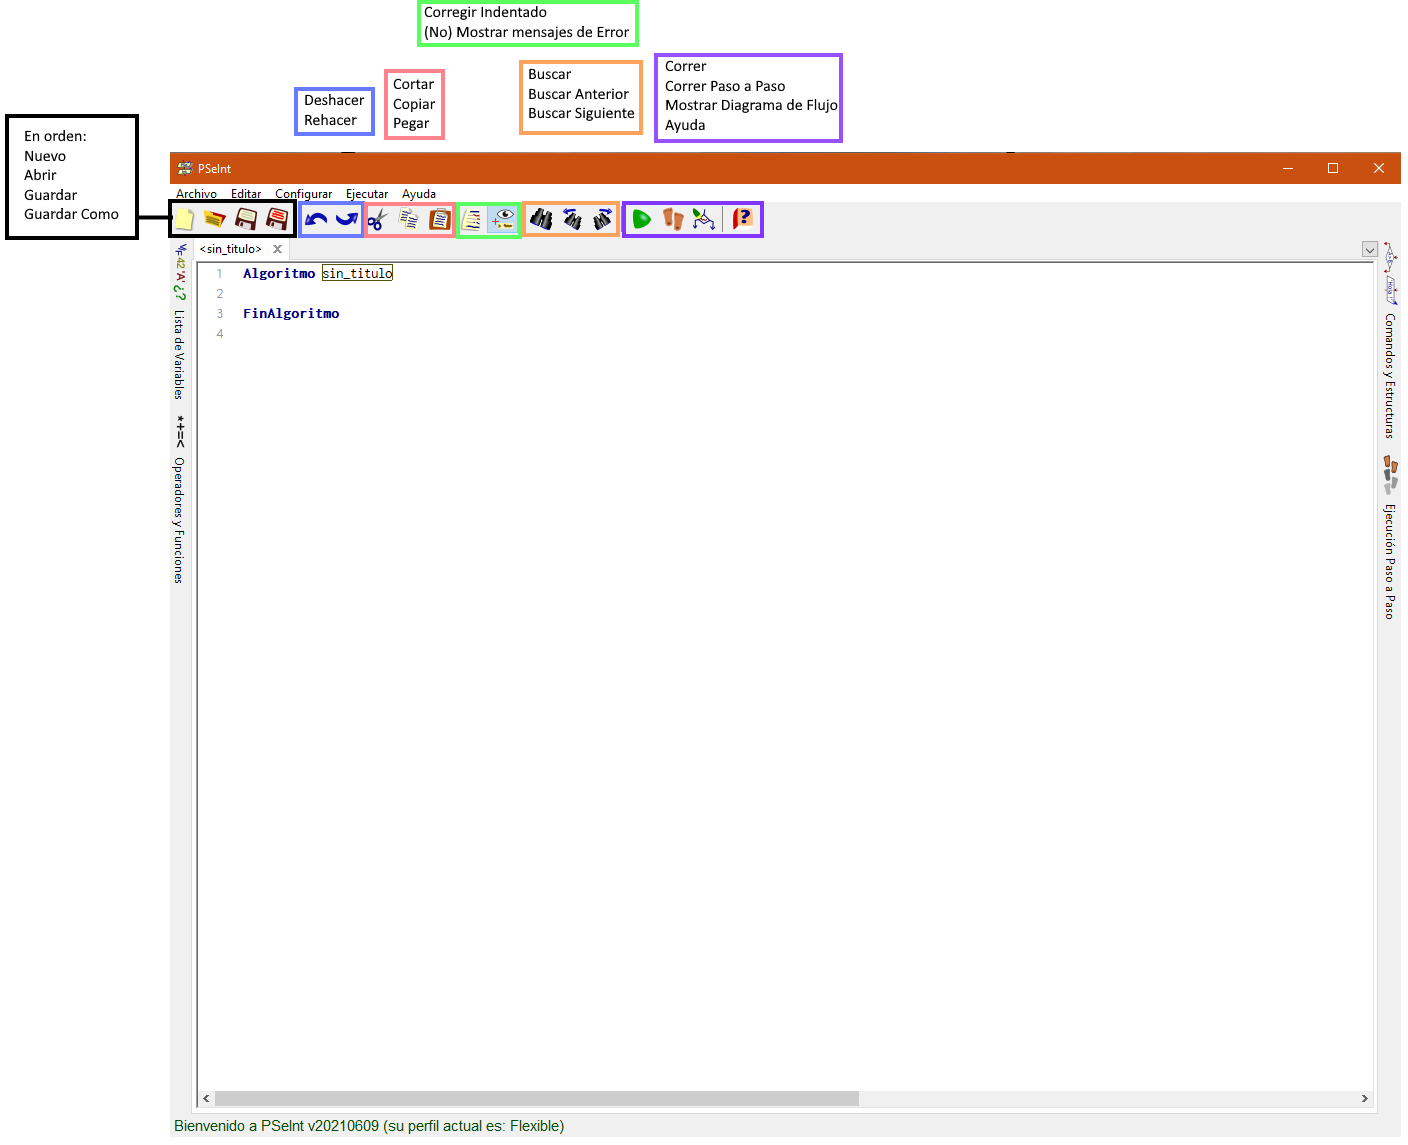 Corregir Indentado
(No) Mostrar mensajes de Error
Buscar
Buscar Anterior
Buscar Siguiente
Correr
Correr Paso a Paso
Mostrar Diagrama de Flujo
Ayuda
Cortar
Copiar
Pegar
Deshacer
Rehacer
En orden:
Nuevo
Abrir
Guardar
Guardar Como
PSeInt
Archivo Editar Configurar Ejecutar Ayuda
<sin_titulo>
1 Algoritmo sin_titulo
2
3 FinAlgoritmo
4
42 'A' ¿?
Lista de Variables
*+=<
Operadores y Funciones
Comandos y Estructuras
Ejecución Paso a Paso
Bienvenido a PSeInt v20210609 (su perfil actual es: Flexible)